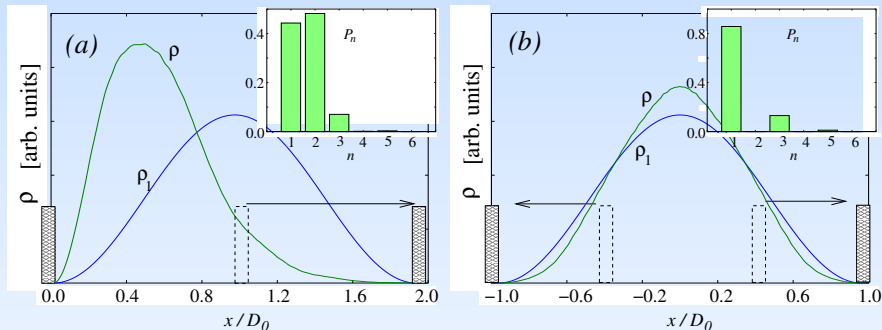 (a)
ρ
ρ₁
ρ [arb. units]
0.0 0.4 0.8 1.2 1.6 2.0
x/D₀
Pₙ
0.4
0.2
0.0
1 2 3 4 5 6
n
(b)
ρ
ρ₁
ρ [arb. units]
−1.0 −0.6 −0.2 0.2 0.6 1.0
x/D₀
Pₙ
0.8
0.4
0.0
1 2 3 4 5 6
n